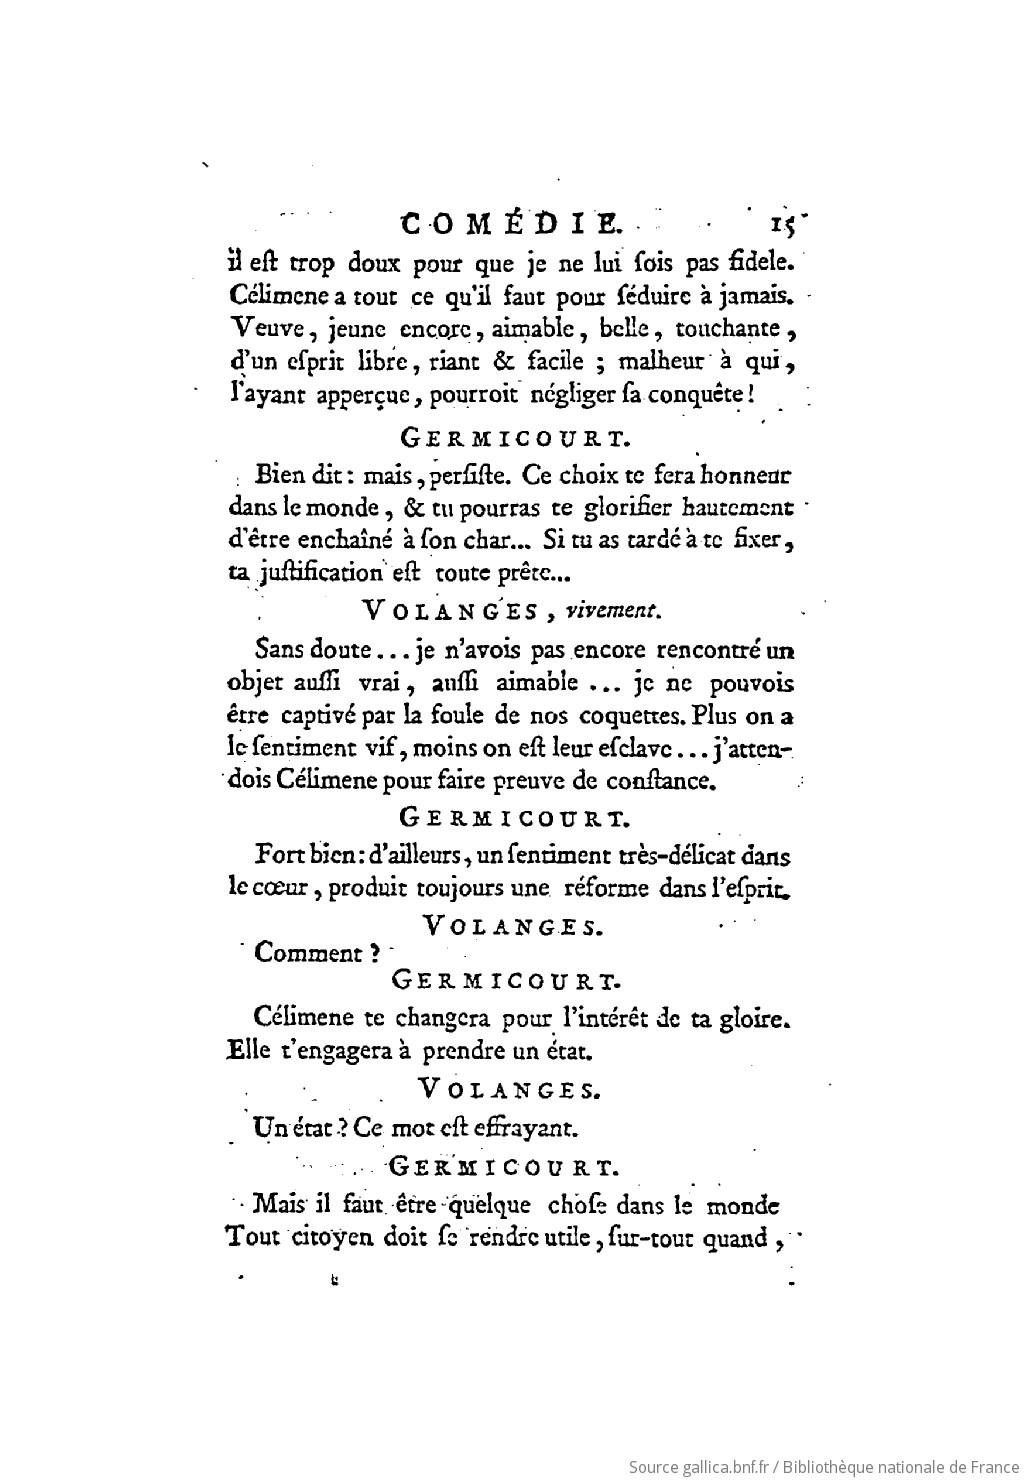 COMÉDIE. 15
il eſt trop doux pour que je ne lui ſois pas fidele.
Célimene a tout ce qu'il faut pour ſéduire à jamais.
Veuve, jeune encore, aimable, belle, touchante,
d'un eſprit libre, riant & facile ; malheur à qui,
l'ayant apperçue, pourroit négliger ſa conquête !
GERMICOURT.
Bien dit : mais, perſiſte. Ce choix te fera honneur
dans le monde, & tu pourras te glorifier hautement
d'être enchaîné à ſon char... Si tu as tardé à te fixer,
ta juſtification eſt toute prête...
VOLANGES, vivement.
Sans doute... je n'avois pas encore rencontré un
objet auſſi vrai, auſſi aimable ... je ne pouvois
être captivé par la foule de nos coquettes. Plus on a
le ſentiment vif, moins on eſt leur eſclave... j'atten-
dois Célimene pour faire preuve de conſtance.
GERMICOURT.
Fort bien : d'ailleurs, un ſentiment très-délicat dans
le cœur, produit toujours une réforme dans l'eſprit.
VOLANGES.
Comment ?
GERMICOURT.
Célimene te changera pour l'intérêt de ta gloire.
Elle t'engagera à prendre un état.
VOLANGES.
Un état ? Ce mot eſt effrayant.
GERMICOURT.
Mais il faut être quelque choſe dans le monde
Tout citoyen doit ſe rendre utile, ſur-tout quand,
Source gallica.bnf.fr / Bibliothèque nationale de France